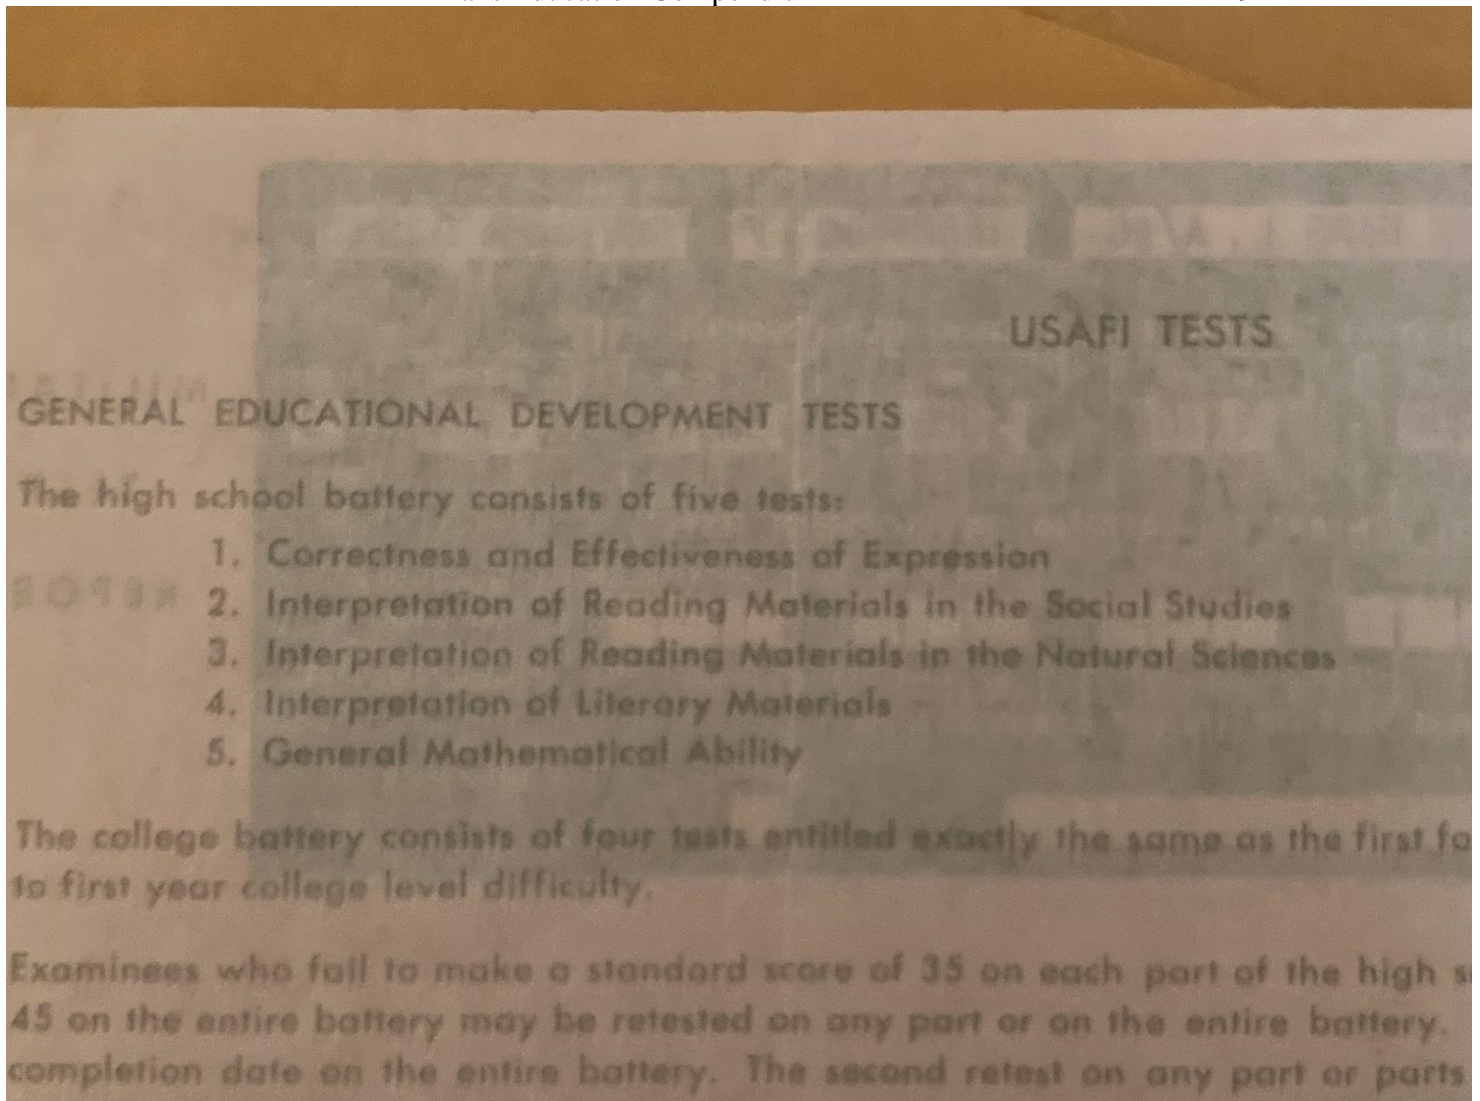 USAFI TESTS
GENERAL EDUCATIONAL DEVELOPMENT TESTS
The high school battery consists of five tests:
1. Correctness and Effectiveness of Expression
2. Interpretation of Reading Materials in the Social Studies
3. Interpretation of Reading Materials in the Natural Sciences
4. Interpretation of Literary Materials
5. General Mathematical Ability
The college battery consists of four tests entitled exactly the same as the first
to first year college level difficulty.
Examinees who fail to make a standard score of 35 on each part of the high
45 on the entire battery may be retested on any part or on the entire battery.
completion date on the entire battery. The second retest on any part or parts